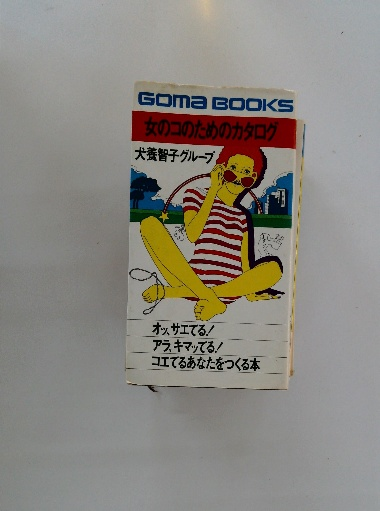 GOMA BOOKS
女のコのためのカタログ
犬養智子グループ
オッ、サエてる!
アラ、キマッてる!
コエてるあなたをつくる本